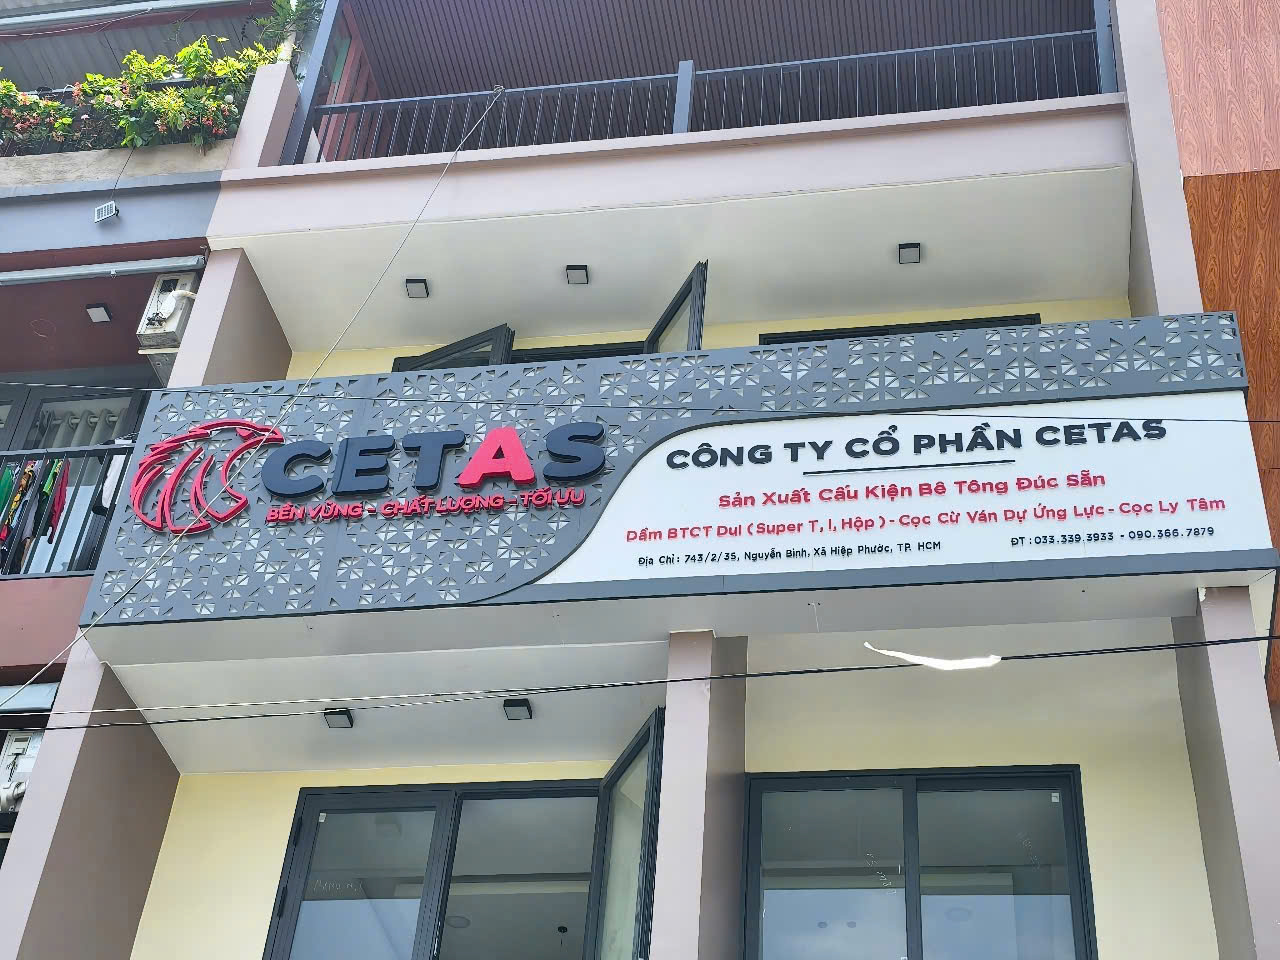 CETAS
BỀN VỮNG - CHẤT LƯỢNG - TỐI ƯU
CÔNG TY CỔ PHẦN CETAS
Sản Xuất Cấu Kiện Bê Tông Đúc Sẵn
Dầm BTCT Dul ( Super T, I, Hộp ) - Cọc Cừ Ván Dự Ứng Lực - Cọc Ly Tâm
Địa Chỉ : 743/2/35, Nguyễn Bình, Xã Hiệp Phước, TP. HCM
ĐT : 033.339.3933 - 090.366.7879